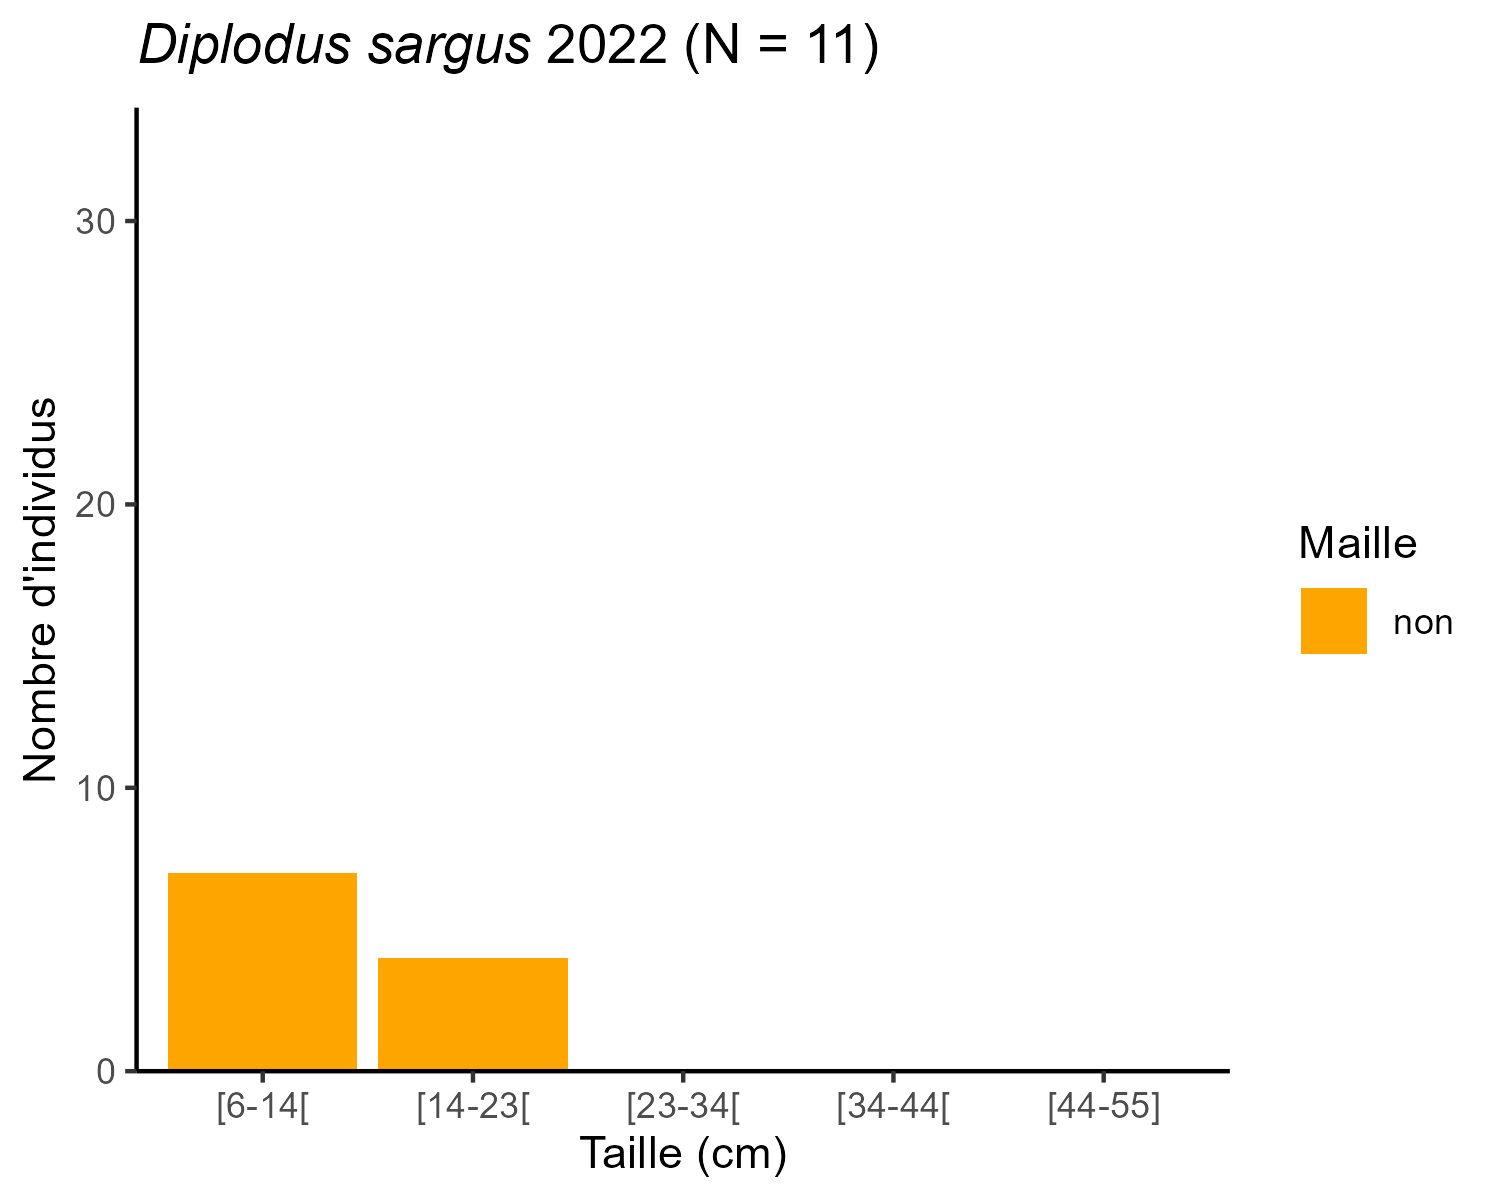 Diplodus sargus 2022 (N = 11)
Nombre d'individus
30
20
10
0
[6-14[ [14-23[ [23-34[ [34-44[ [44-55]
Taille (cm)
Maille
non